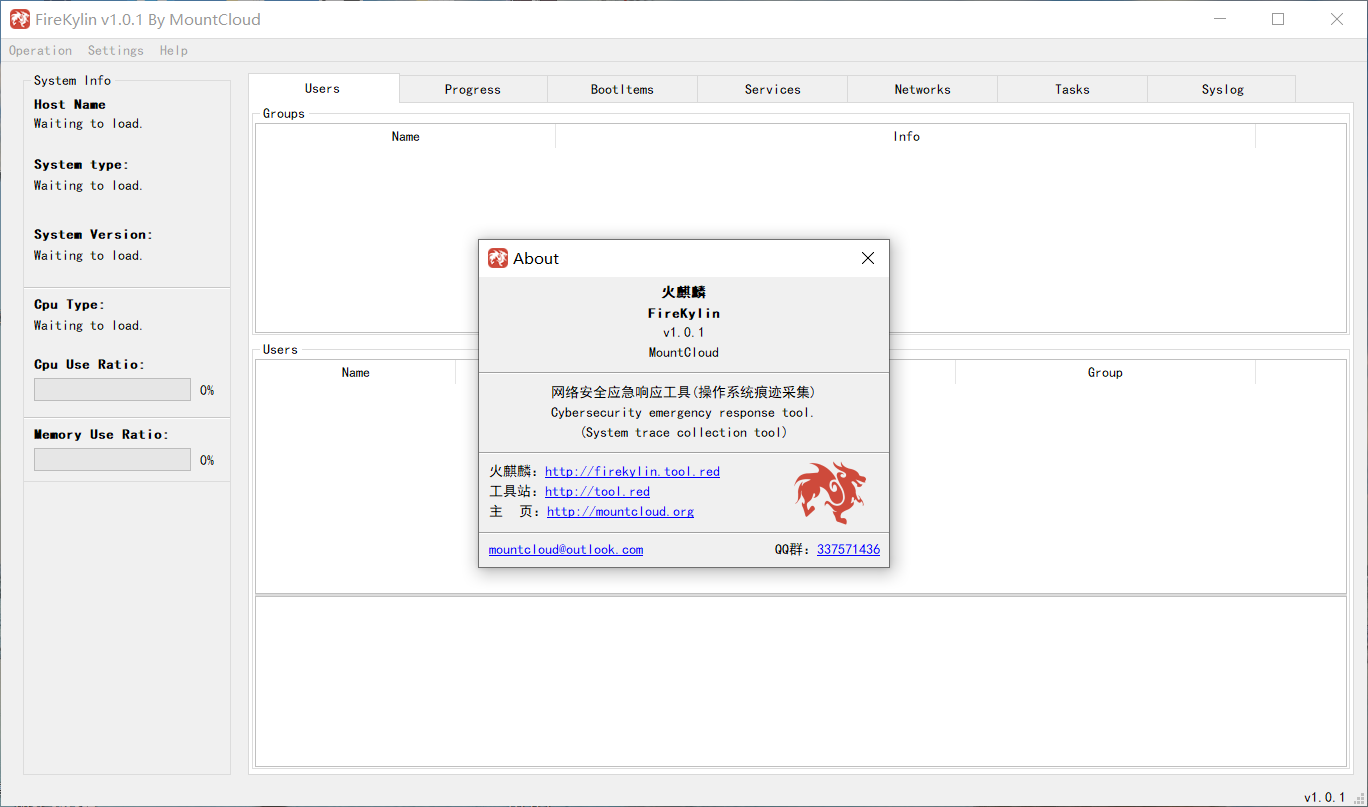 FireKylin v1.0.1 By MountCloud
Operation Settings Help
System Info
Host Name
Waiting to load.
System type:
Waiting to load.
System Version:
Waiting to load.
Cpu Type:
Waiting to load.
Cpu Use Ratio:
0%
Memory Use Ratio:
0%
Users Progress BootItems Services Networks Tasks Syslog
Groups
Name Info
Users
Name Group
About
火麒麟
FireKylin
v1.0.1
MountCloud
网络安全应急响应工具(操作系统痕迹采集)
Cybersecurity emergency response tool.
(System trace collection tool)
火麒麟: http://firekylin.tool.red
工具站: http://tool.red
主 页: http://mountcloud.org
mountcloud@outlook.com QQ群: 337571436
v1.0.1